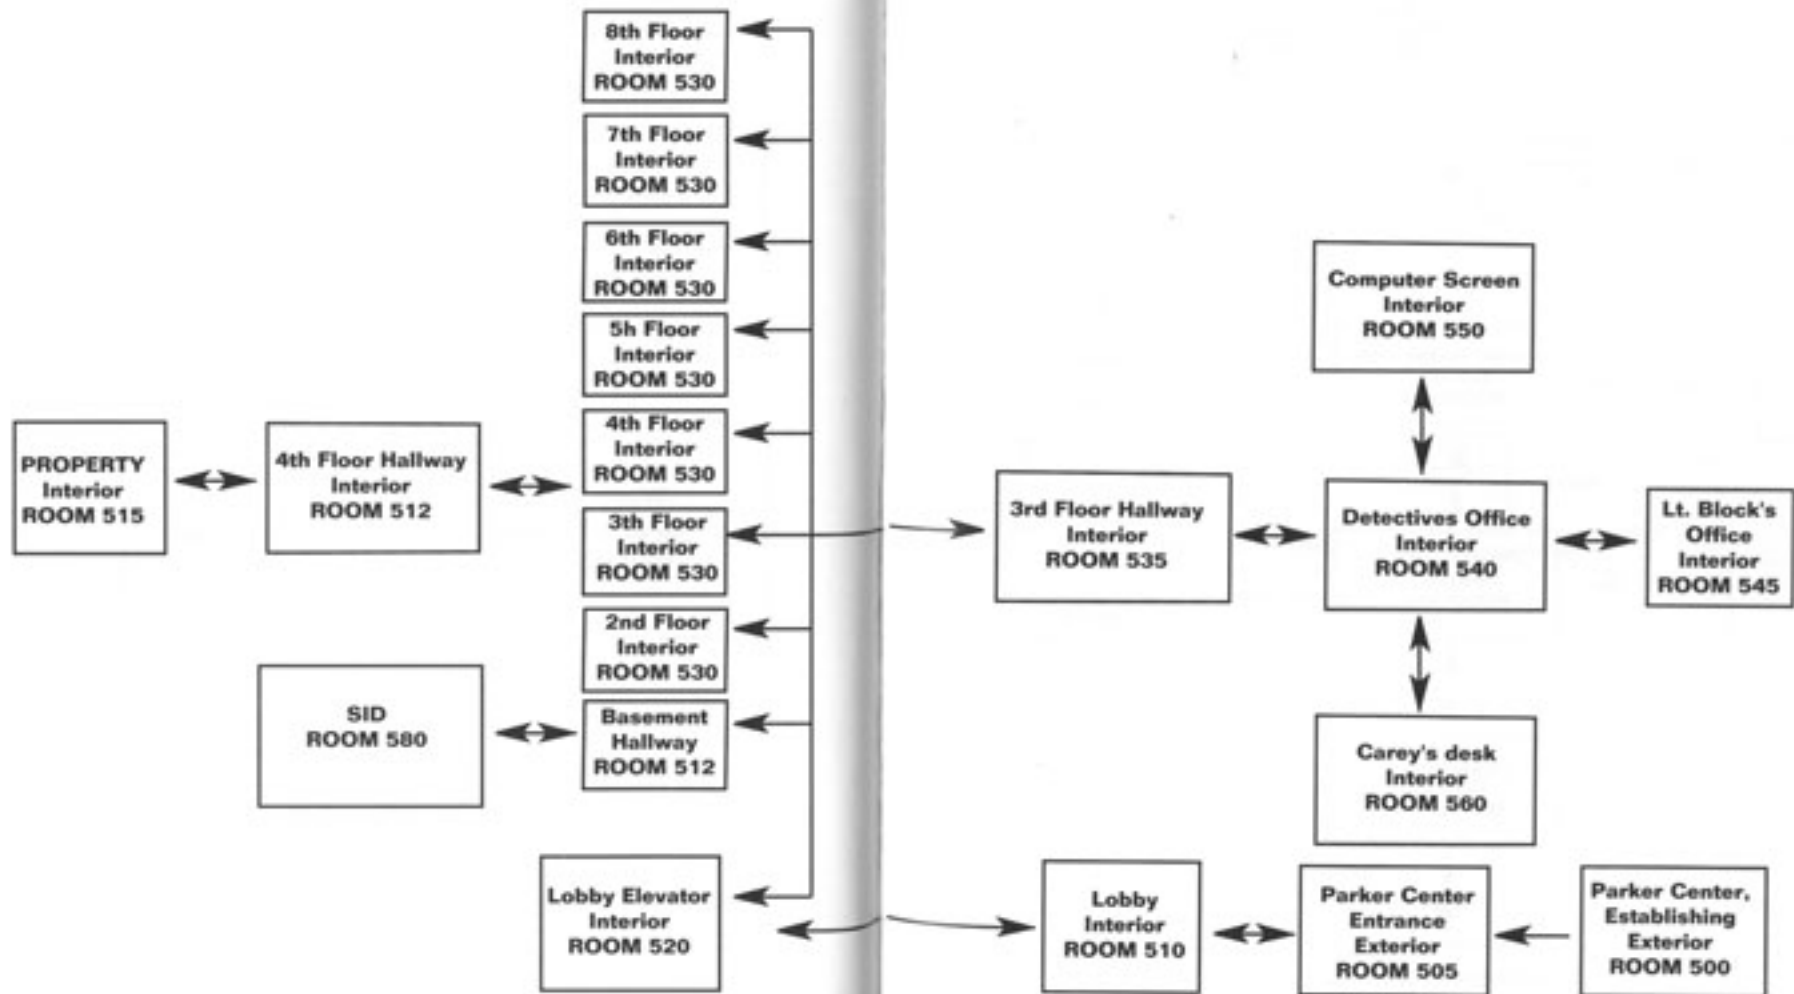 8th Floor
Interior
ROOM 530
7th Floor
Interior
ROOM 530
6th Floor
Interior
ROOM 530
5h Floor
Interior
ROOM 530
4th Floor
Interior
ROOM 530
3th Floor
Interior
ROOM 530
2nd Floor
Interior
ROOM 530
Basement
Hallway
ROOM 512
Lobby Elevator
Interior
ROOM 520
PROPERTY
Interior
ROOM 515
4th Floor Hallway
Interior
ROOM 512
SID
ROOM 580
Computer Screen
Interior
ROOM 550
3rd Floor Hallway
Interior
ROOM 535
Detectives Office
Interior
ROOM 540
Lt. Block's
Office
Interior
ROOM 545
Carey's desk
Interior
ROOM 560
Lobby
Interior
ROOM 510
Parker Center
Entrance
Exterior
ROOM 505
Parker Center,
Establishing
Exterior
ROOM 500